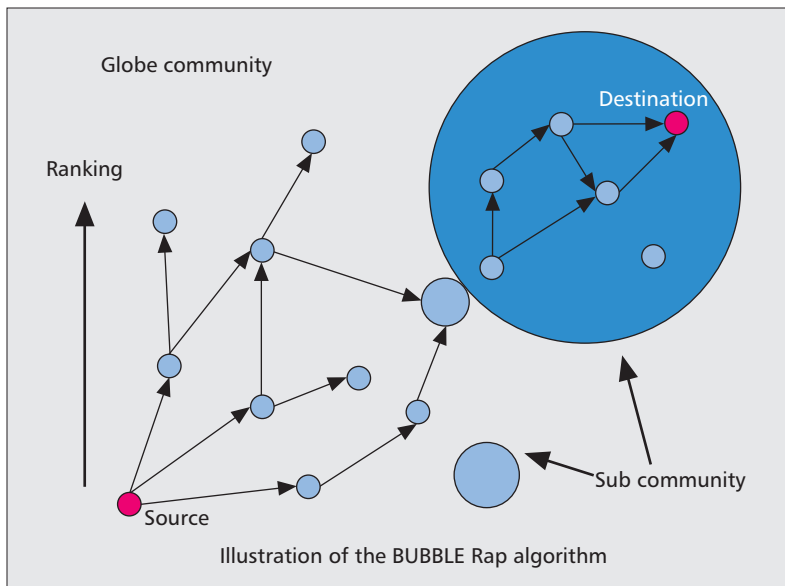 Globe community
Destination
Ranking
Sub community
Source
Illustration of the BUBBLE Rap algorithm